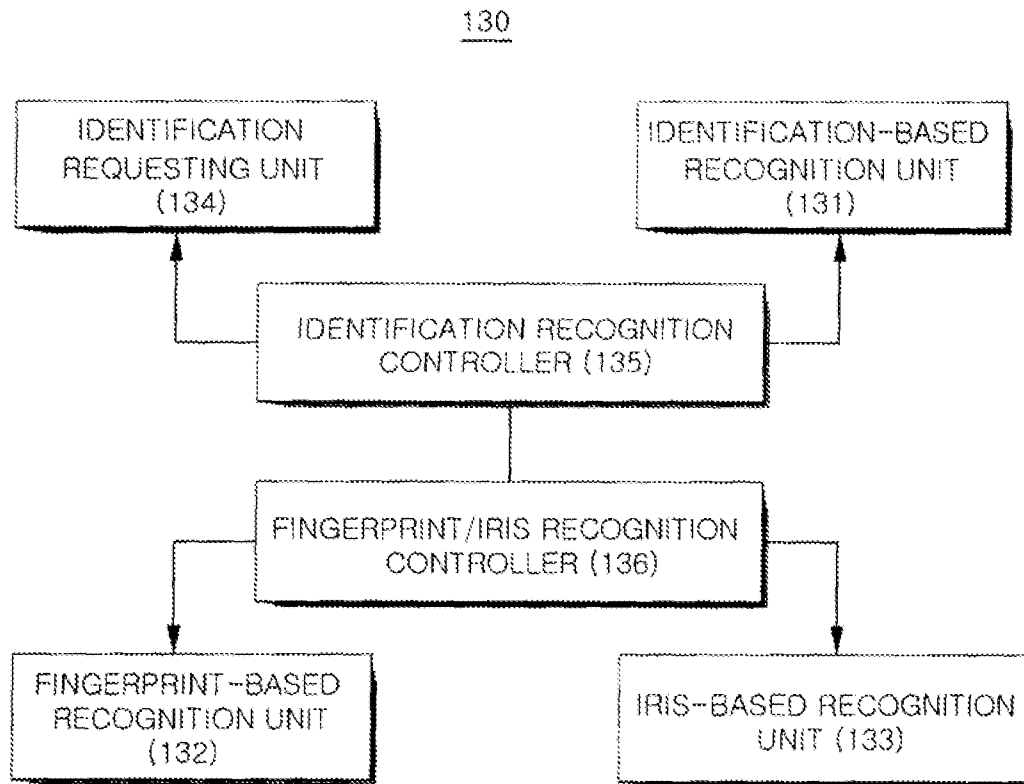 130
IDENTIFICATION
REQUESTING UNIT
(134)
IDENTIFICATION-BASED
RECOGNITION UNIT
(131)
IDENTIFICATION RECOGNITION
CONTROLLER (135)
FINGERPRINT/IRIS RECOGNITION
CONTROLLER (136)
FINGERPRINT-BASED
RECOGNITION UNIT
(132)
IRIS-BASED RECOGNITION
UNIT (133)